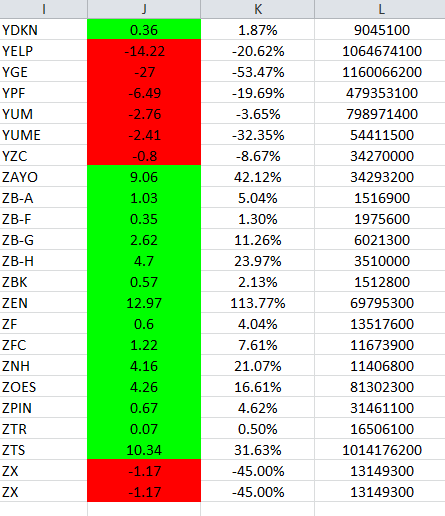 I J K L
YDKN 0.36 1.87% 9045100
YELP -14.22 -20.62% 1064674100
YGE -27 -53.47% 1160066200
YPF -6.49 -19.69% 479353100
YUM -2.76 -3.65% 798971400
YUME -2.41 -32.35% 54411500
YZC -0.8 -8.67% 34270000
ZAYO 9.06 42.12% 34293200
ZB-A 1.03 5.04% 1516900
ZB-F 0.35 1.30% 1975600
ZB-G 2.62 11.26% 6021300
ZB-H 4.7 23.97% 3510000
ZBK 0.57 2.13% 1512800
ZEN 12.97 113.77% 69795300
ZF 0.6 4.04% 13517600
ZFC 1.22 7.61% 11673900
ZNH 4.16 21.07% 11406800
ZOES 4.26 16.61% 81302300
ZPIN 0.67 4.62% 31461100
ZTR 0.07 0.50% 16506100
ZTS 10.34 31.63% 1014176200
ZX -1.17 -45.00% 13149300
ZX -1.17 -45.00% 13149300